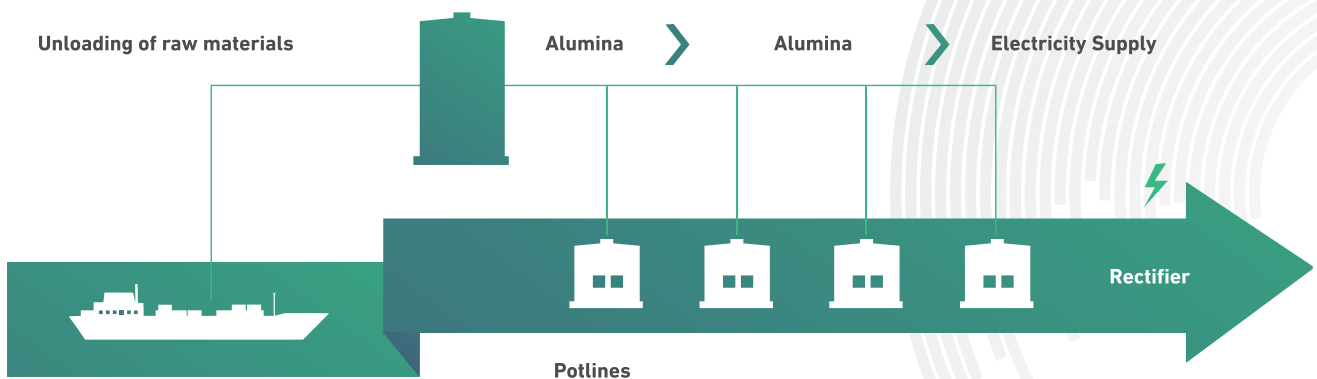 Unloading of raw materials
Alumina
Alumina
Electricity Supply
Rectifier
Potlines